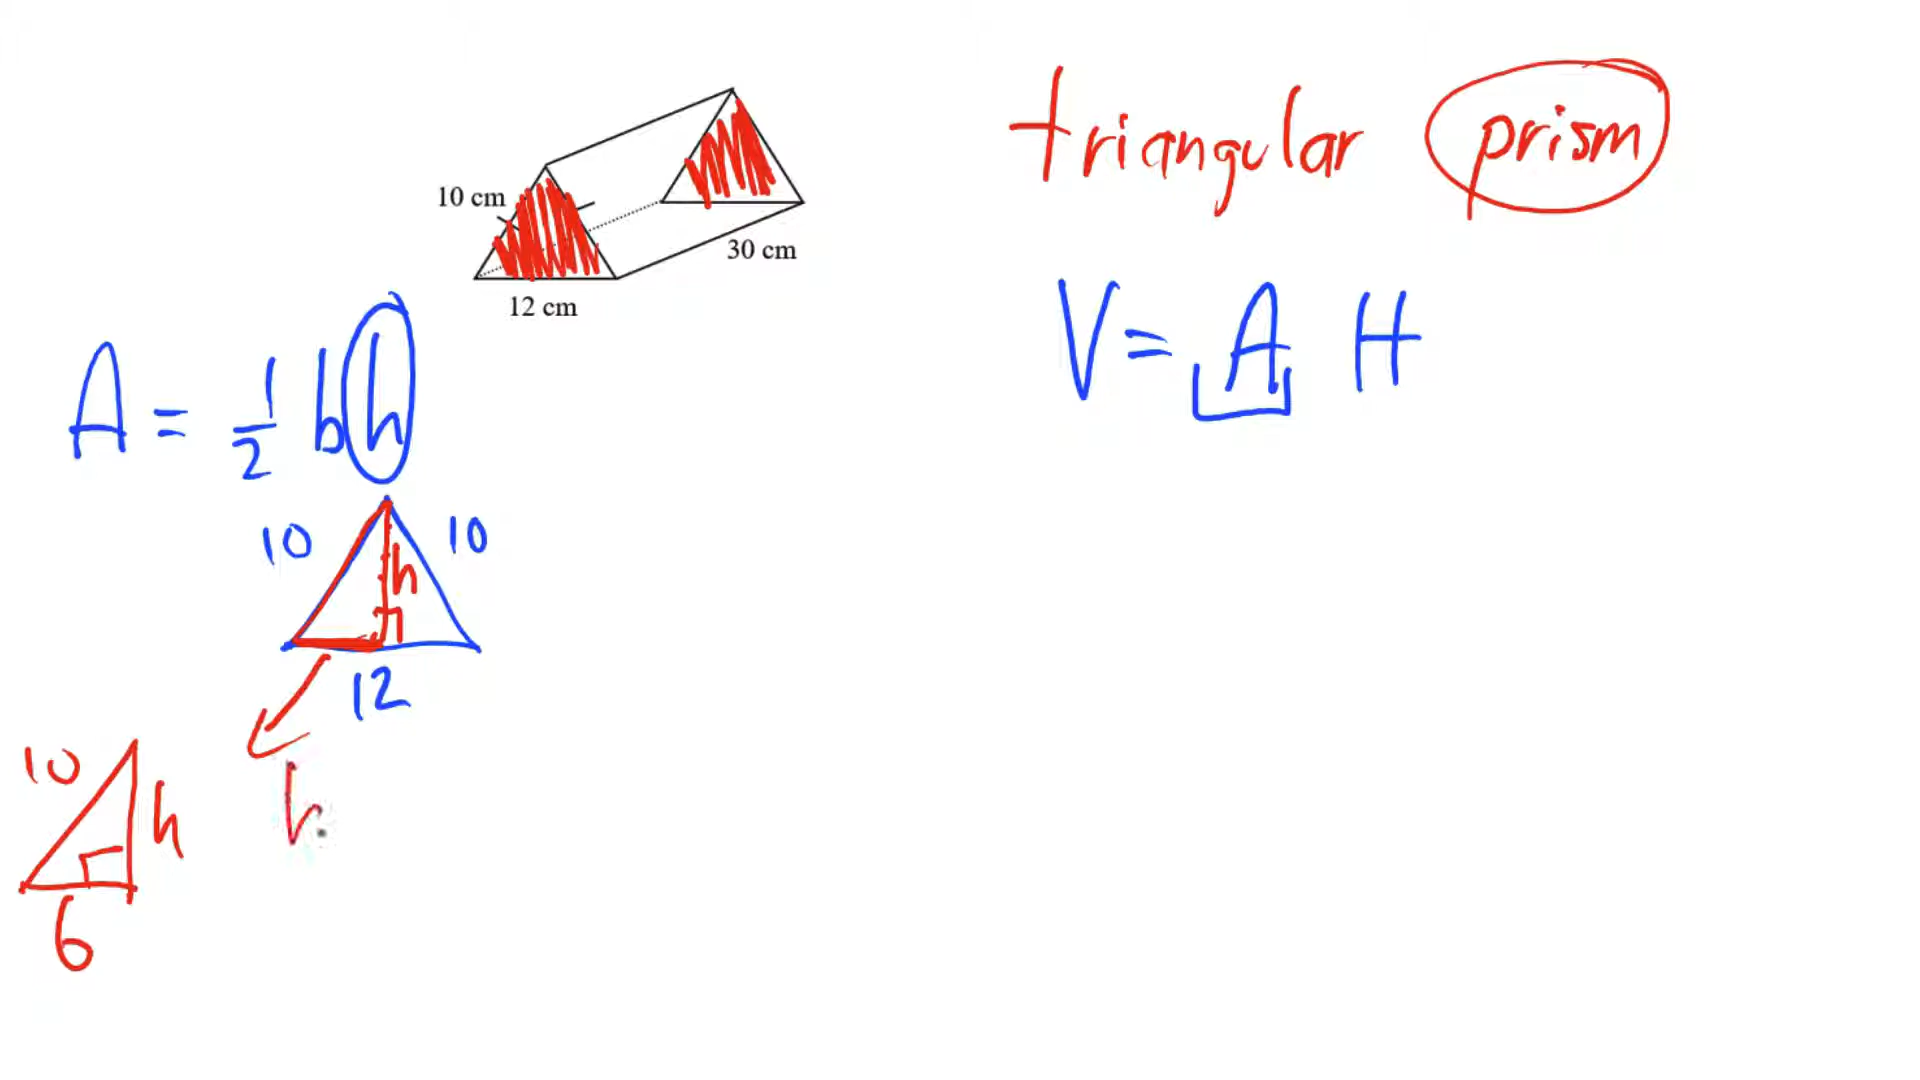 triangular prism
10 cm
30 cm
12 cm
V = A H
A = 1/2 b h
10 10
h
12
10
h h
6